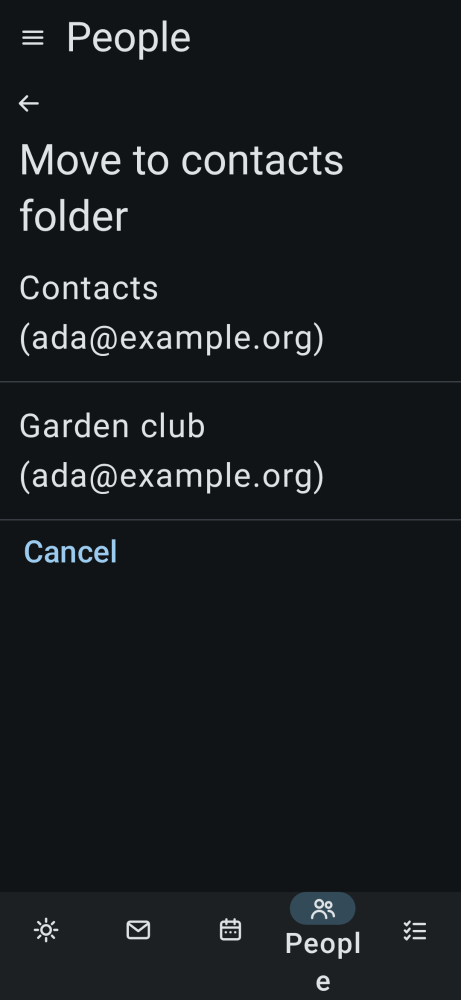 People
Move to contacts
folder
Contacts
(ada@example.org)
Garden club
(ada@example.org)
Cancel
Peopl
e